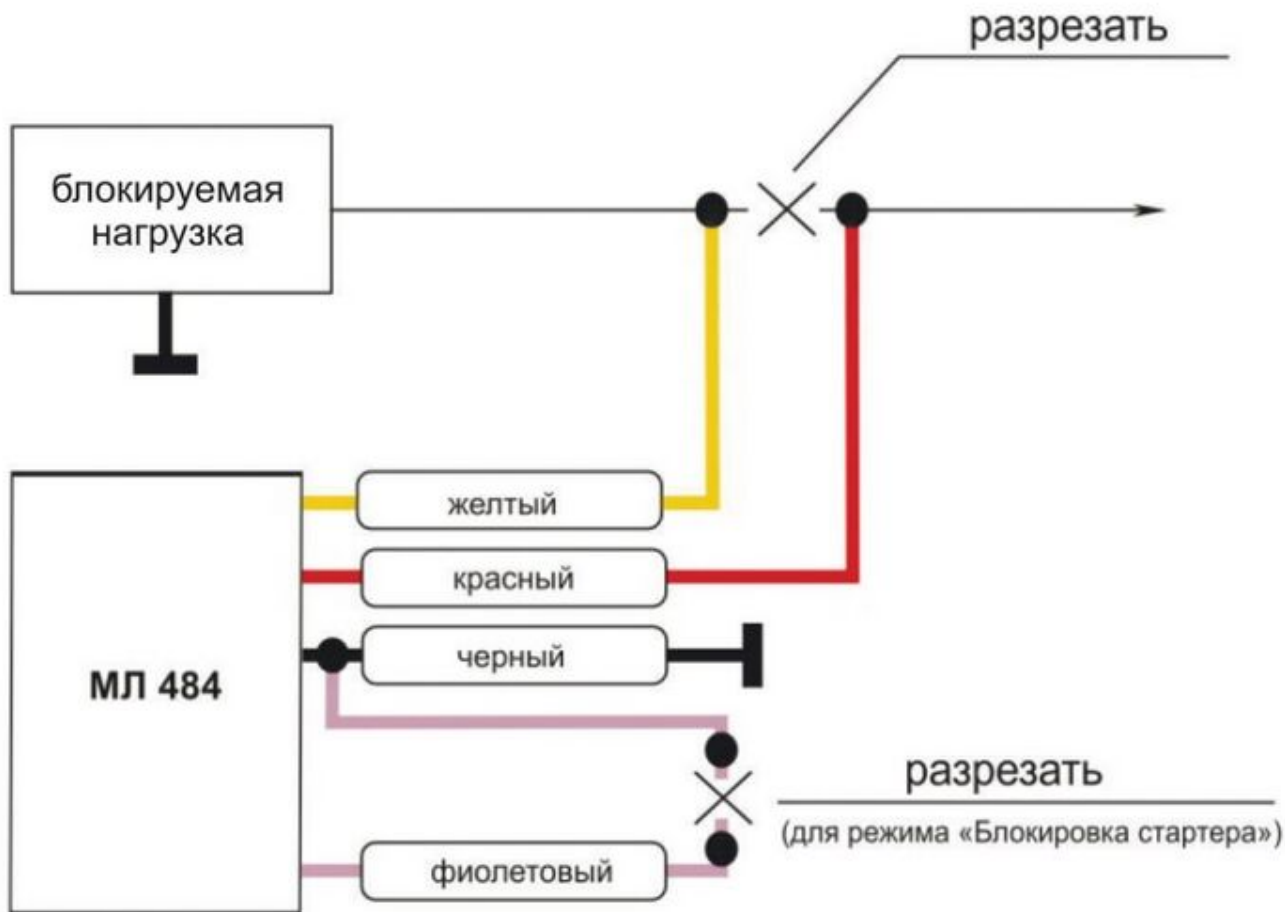 разрезать
блокируемая
нагрузка
желтый
красный
черный
МЛ 484
разрезать
(для режима «Блокировка стартера»)
фиолетовый